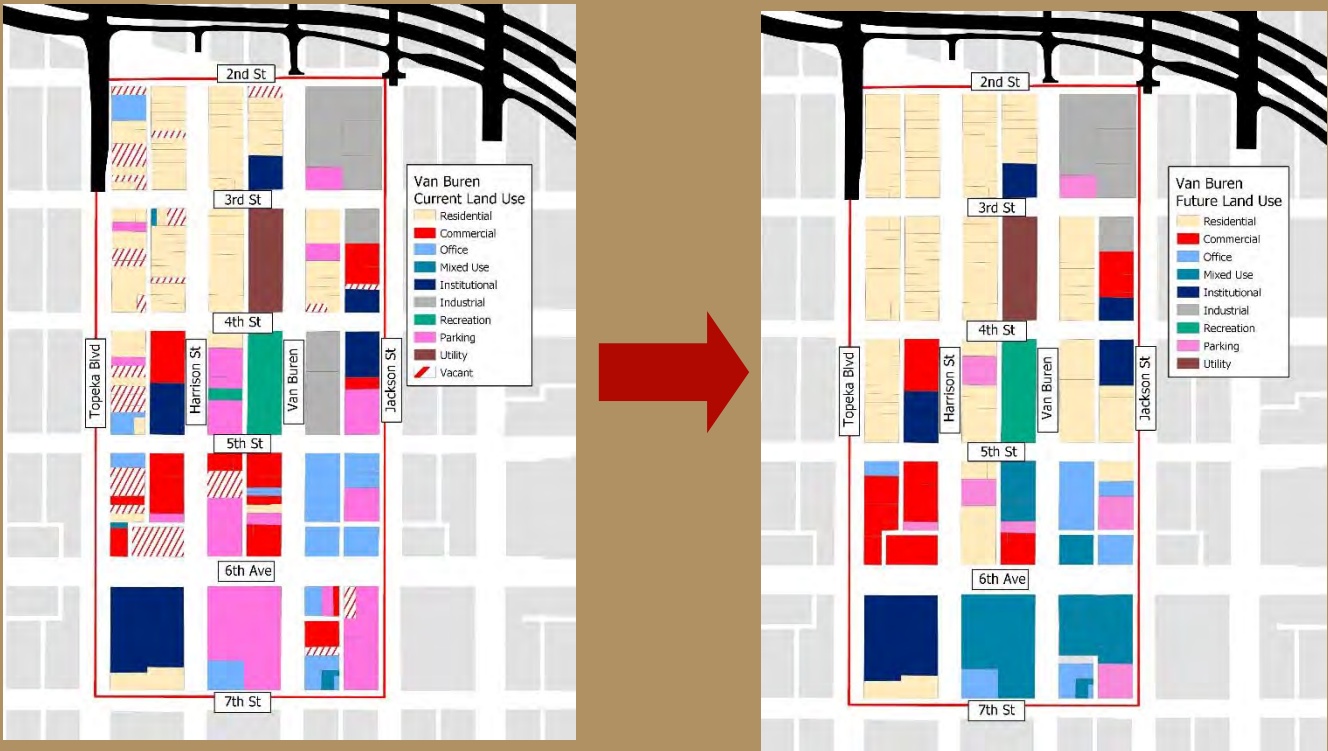 2nd St
3rd St
4th St
5th St
6th Ave
7th St
Topeka Blvd
Harrison St
Van Buren
Jackson St
Van Buren
Current Land Use
Residential
Commercial
Office
Mixed Use
Institutional
Industrial
Recreation
Parking
Utility
Vacant
2nd St
3rd St
4th St
5th St
6th Ave
7th St
Topeka Blvd
Harrison St
Van Buren
Jackson St
Van Buren
Future Land Use
Residential
Commercial
Office
Mixed Use
Institutional
Industrial
Recreation
Parking
Utility